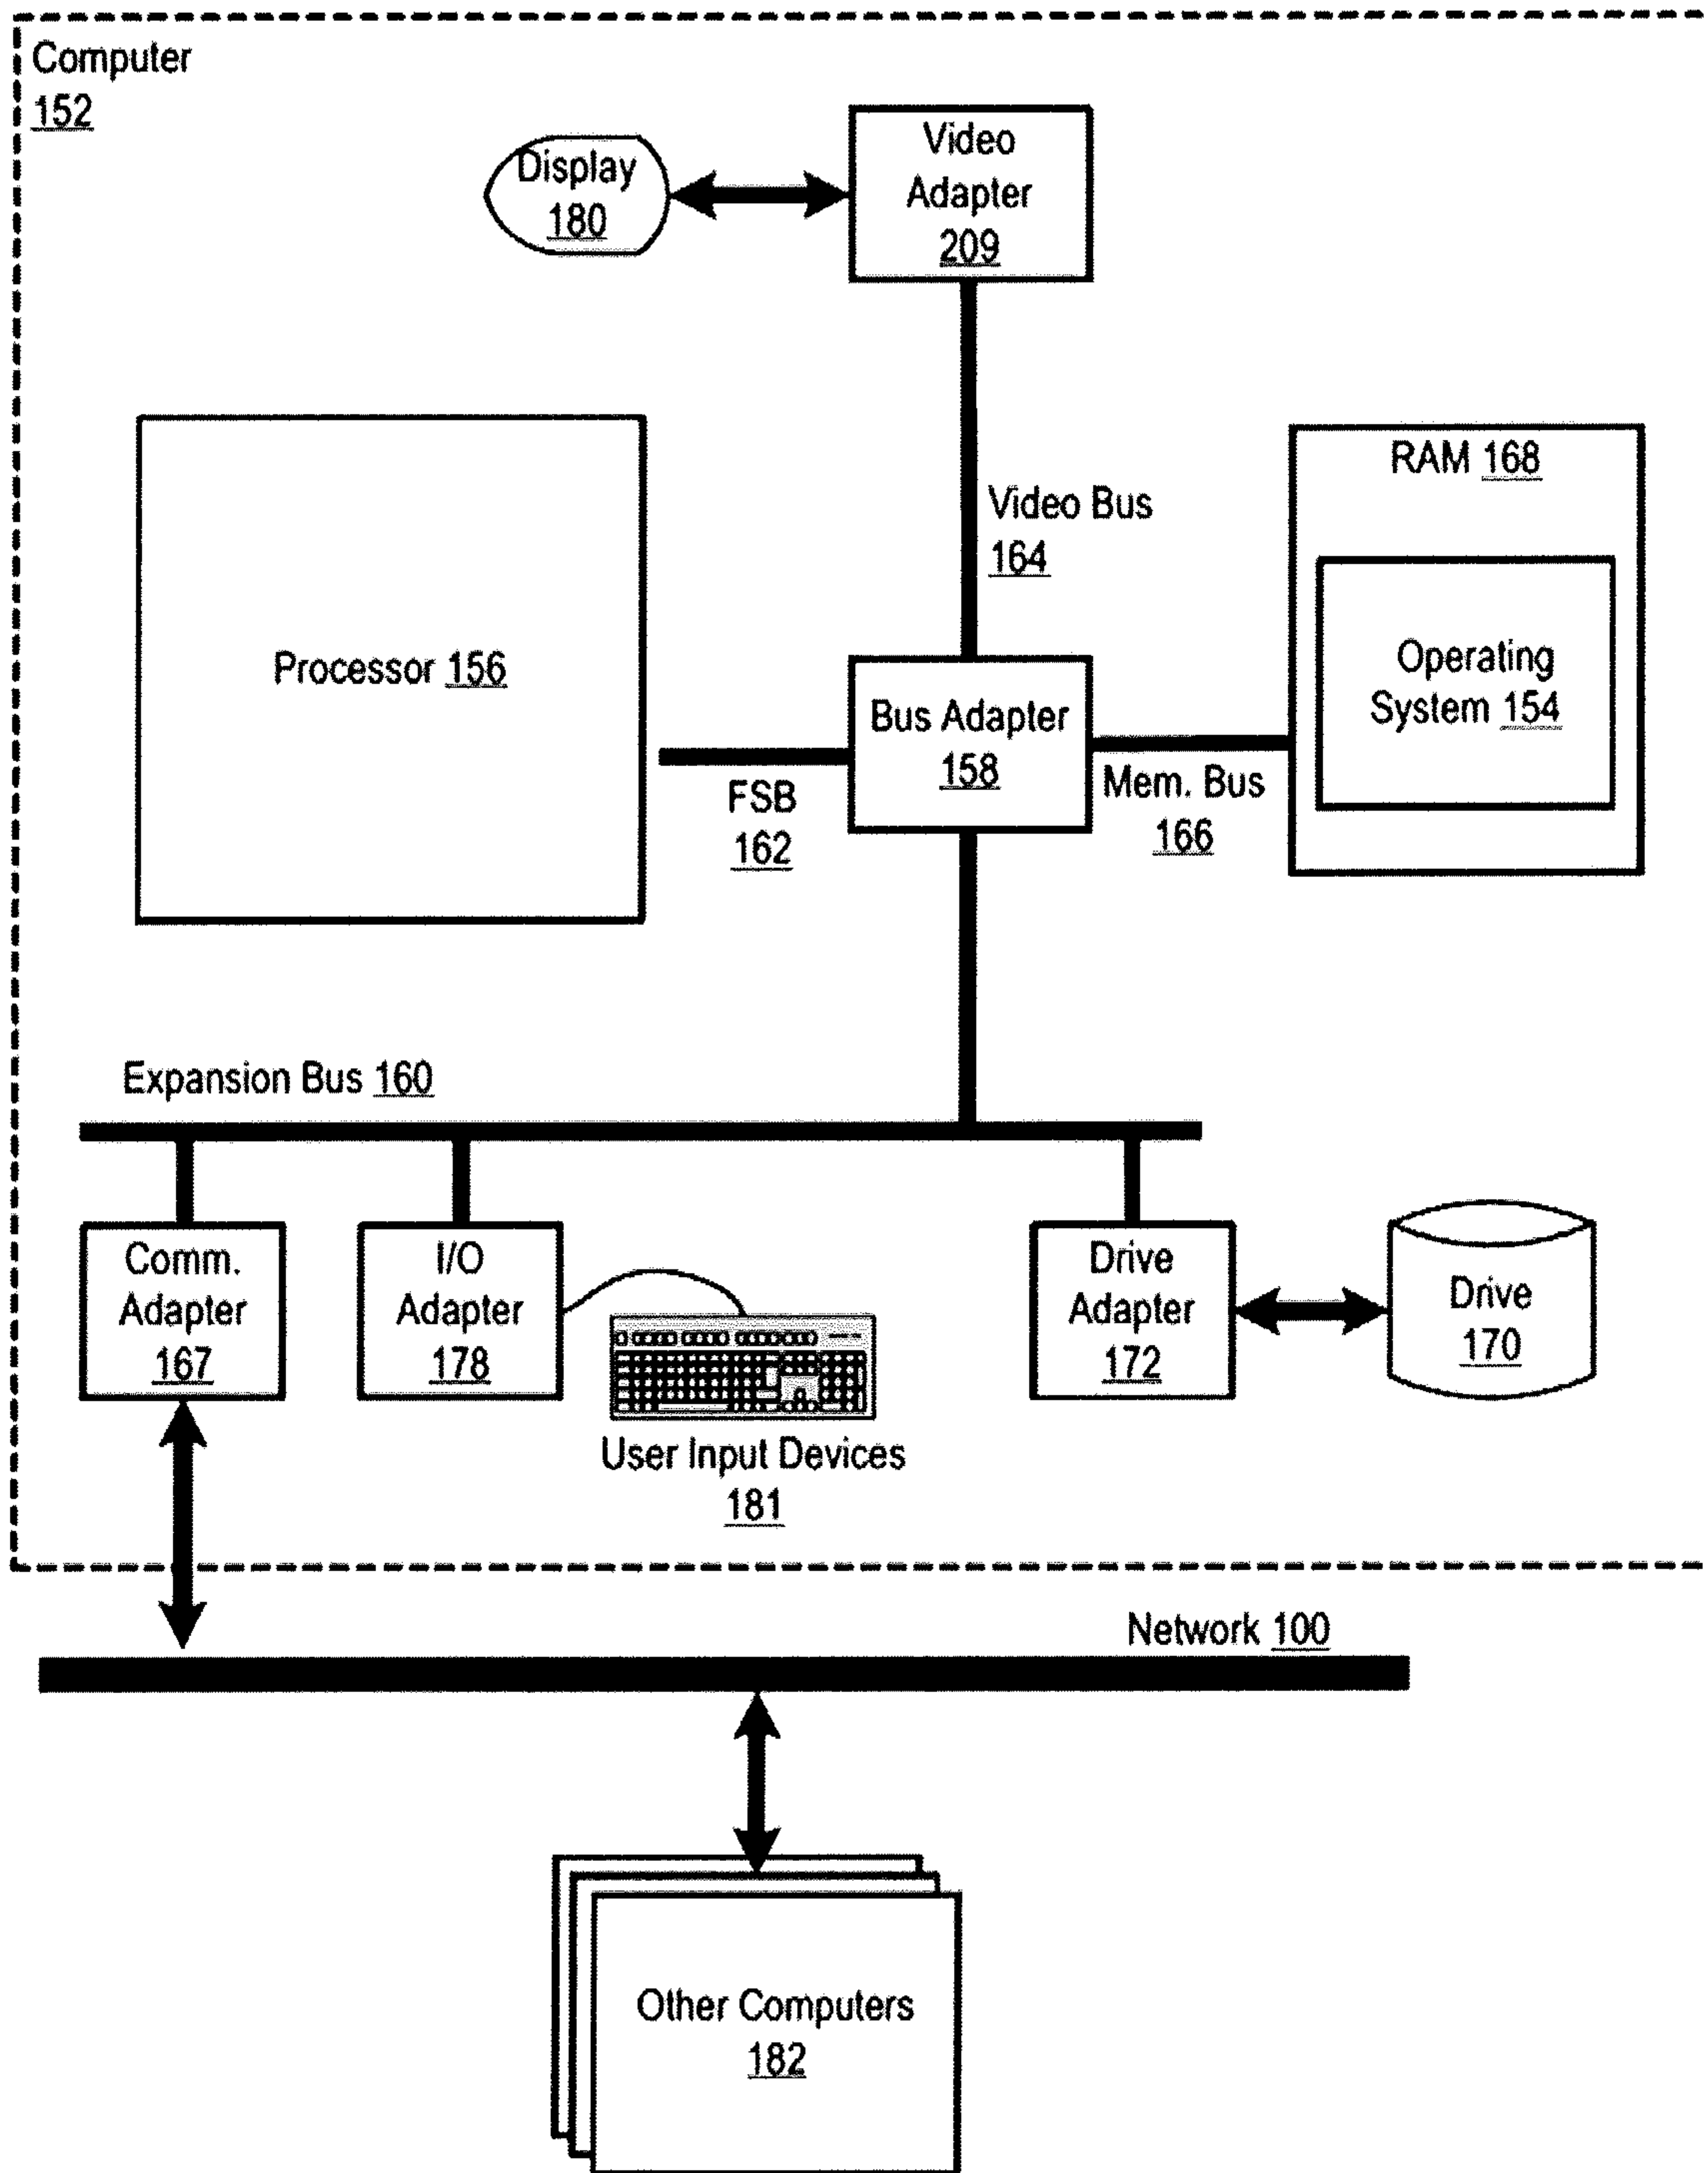 Computer
152
Display
180
Video
Adapter
209
Video Bus
164
RAM 168
Operating
System 154
Processor 156
Bus Adapter
158
FSB
162
Mem. Bus
166
Expansion Bus 160
Comm.
Adapter
167
I/O
Adapter
178
User Input Devices
181
Drive
Adapter
172
Drive
170
Network 100
Other Computers
182